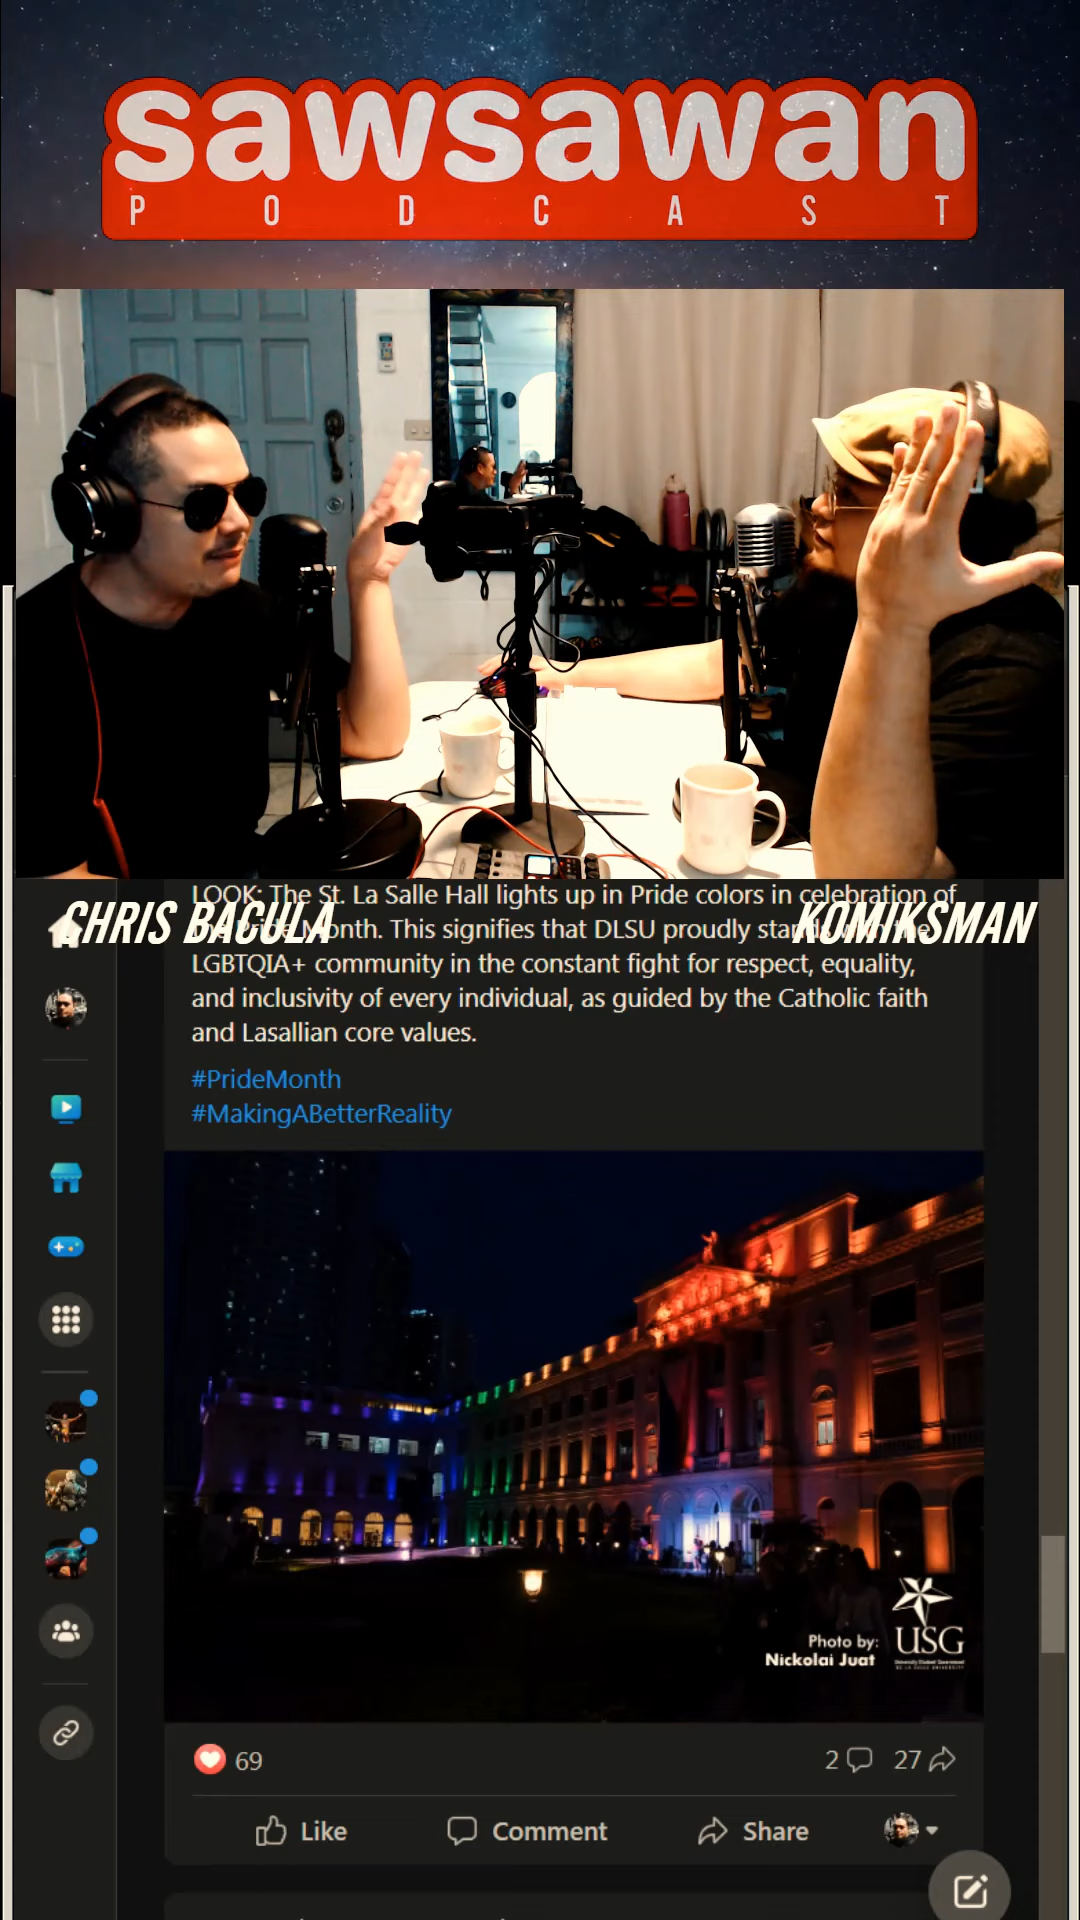 sawsawan
PODCAST
LOOK: The St. La Salle Hall lights up in Pride colors in celebration of
Month. This signifies that DLSU proudly
CHRIS BACULA
KOMIKSMAN
LGBTQIA+ community in the constant fight for respect, equality,
and inclusivity of every individual, as guided by the Catholic faith
and Lasallian core values.
#PrideMonth
#MakingABetterReality
Photo by:
Nickolai Juat
USG
69
2
27
Like
Comment
Share